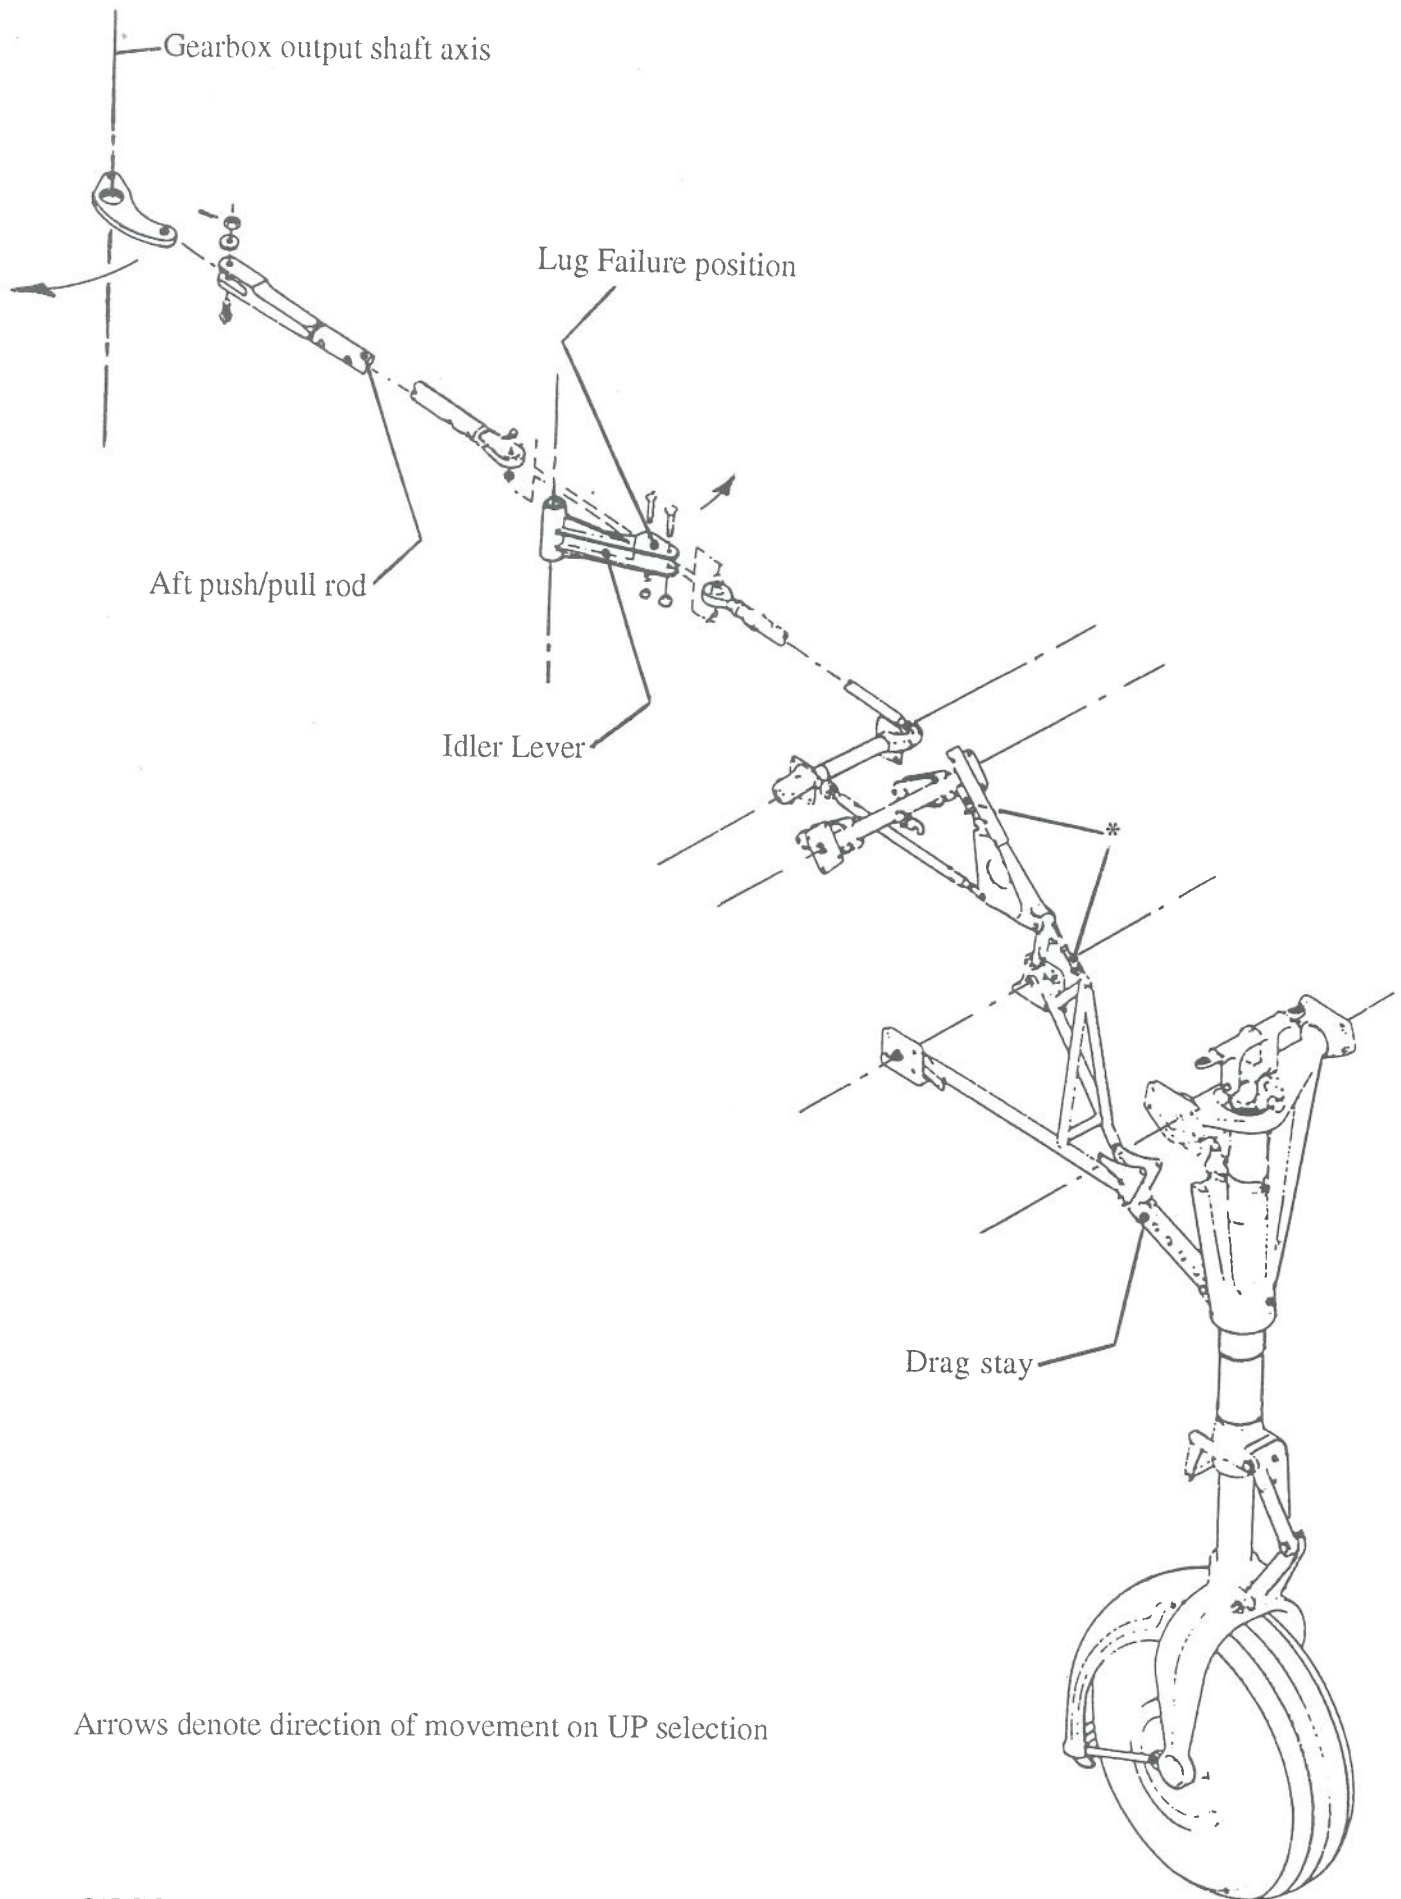 Gearbox output shaft axis
Lug Failure position
Aft push/pull rod
Idler Lever
*
Drag stay
Arrows denote direction of movement on UP selection